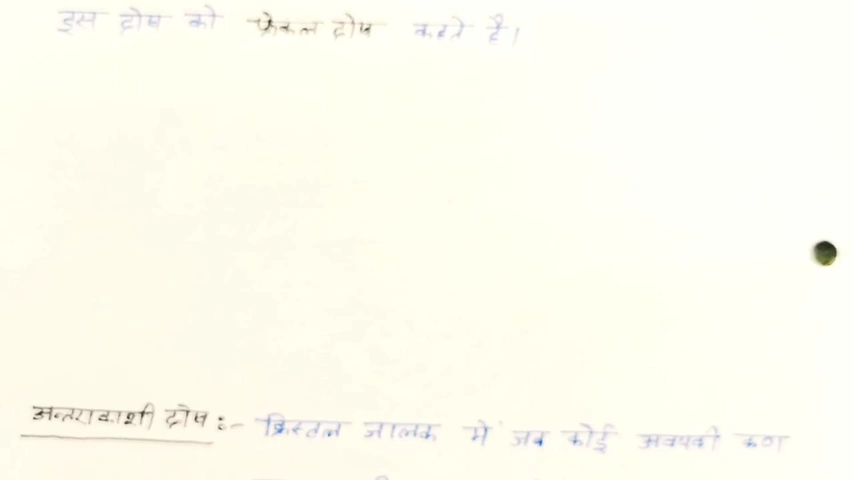 इस दोष को फ्रेंकल दोष कहते है।
अन्तराकाशी दोष :- क्रिस्टल जालक में जब कोई अवयवी कण